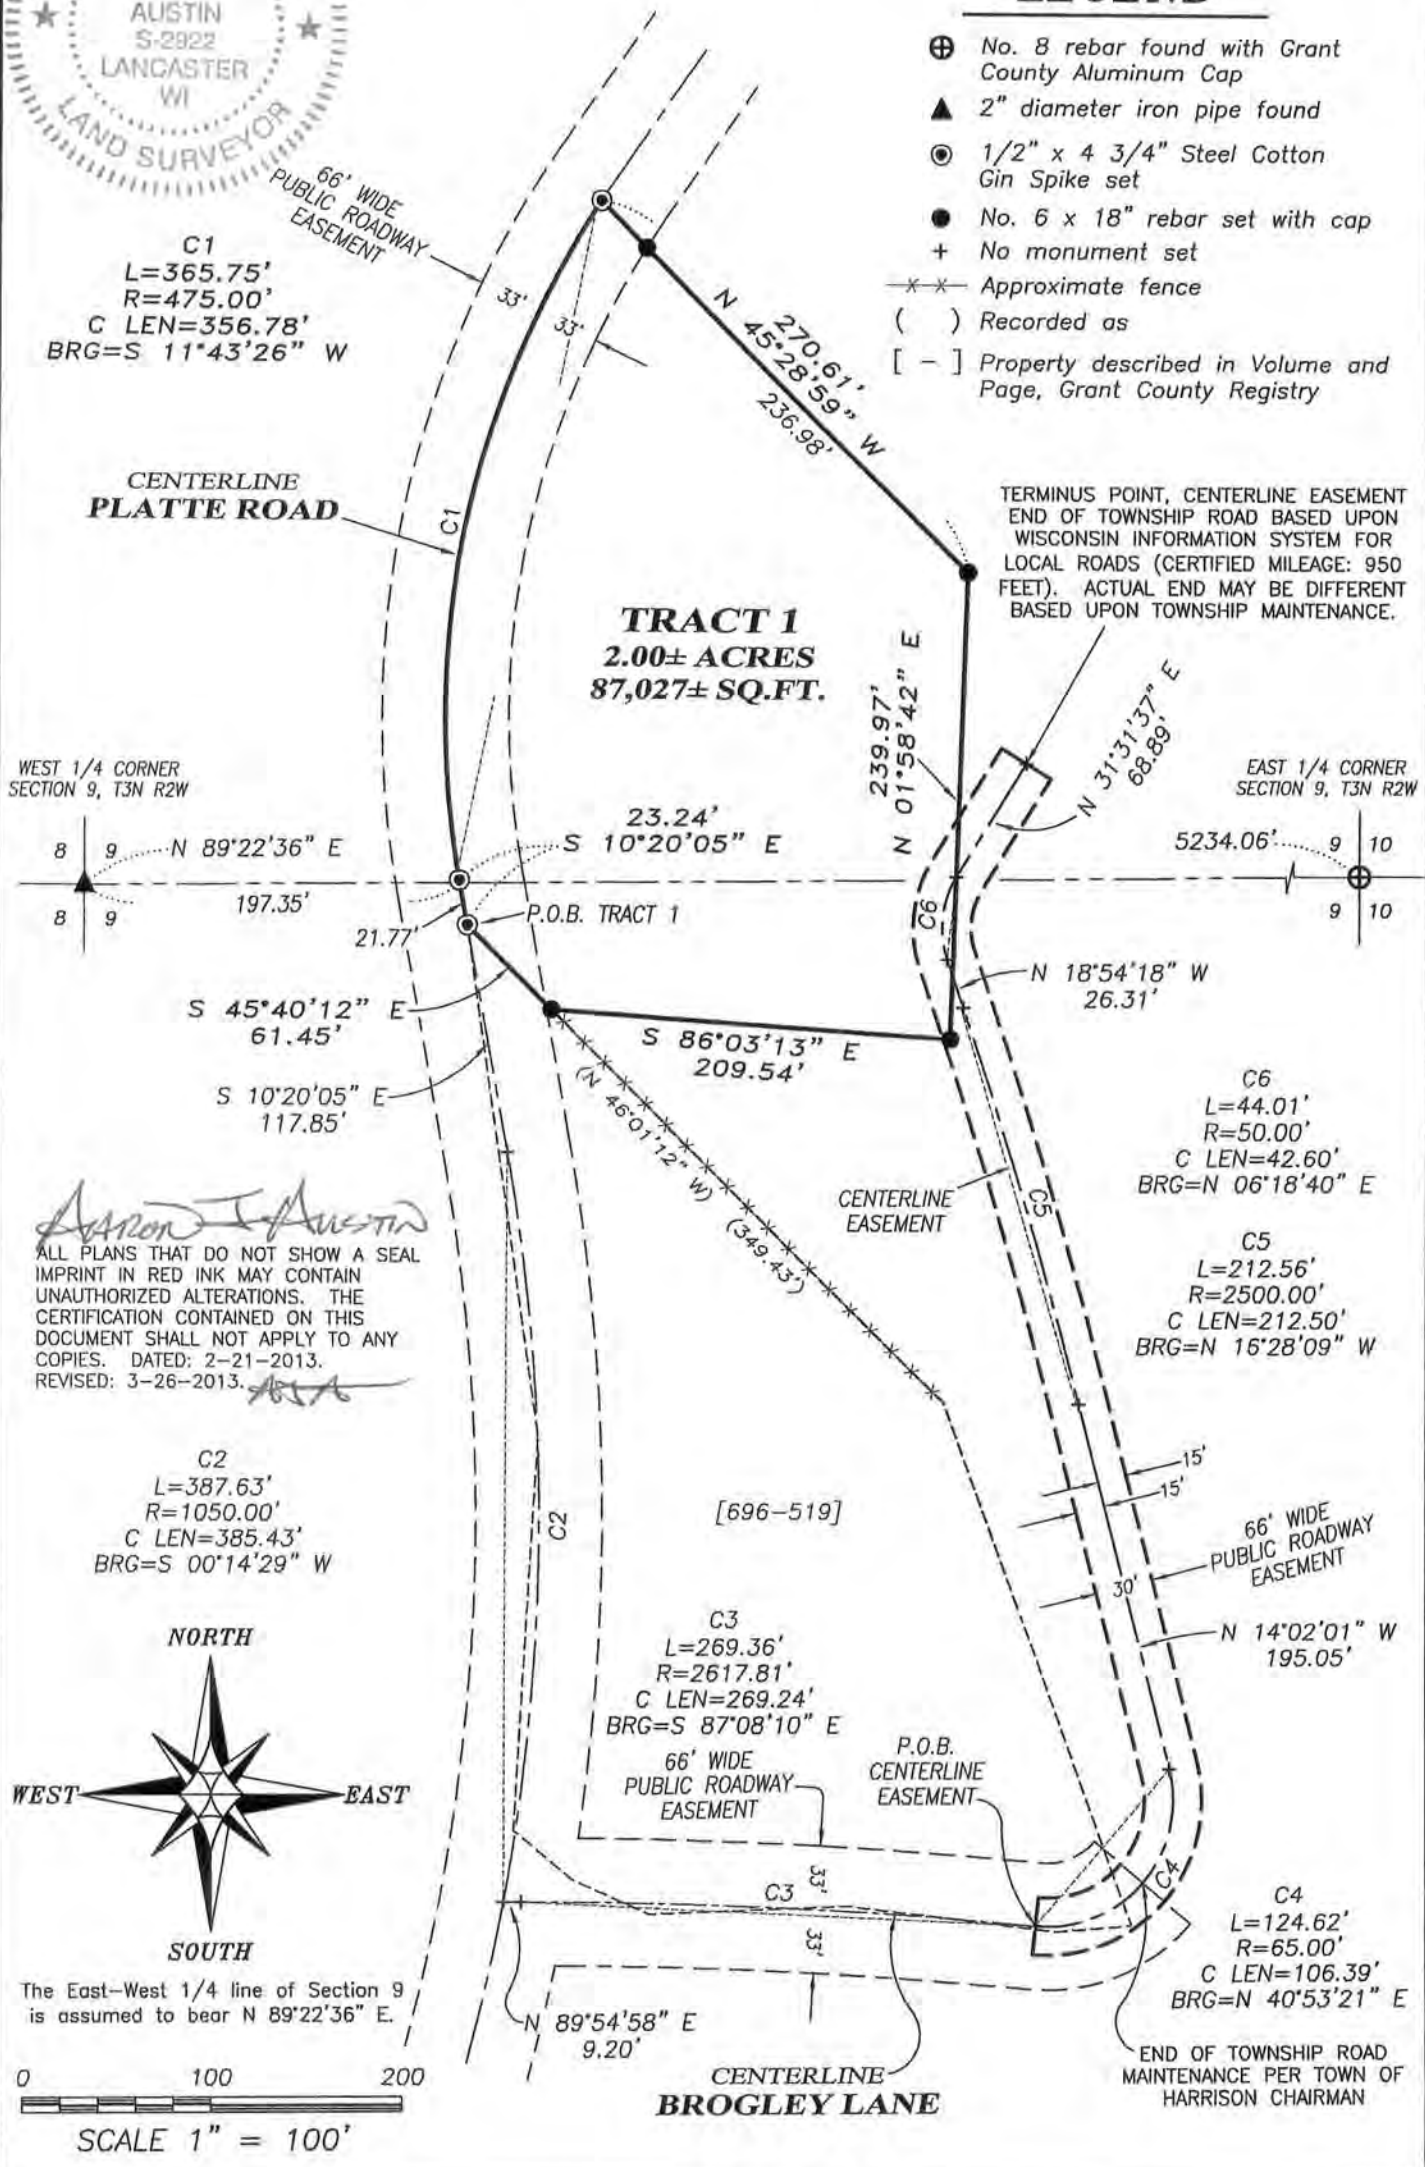 AUSTIN
S-2922
LANCASTER
WI
LAND SURVEYOR
LEGEND
No. 8 rebar found with Grant
County Aluminum Cap
2" diameter iron pipe found
1/2" x 4 3/4" Steel Cotton
Gin Spike set
No. 6 x 18" rebar set with cap
No monument set
Approximate fence
( ) Recorded as
[ - ] Property described in Volume and
Page, Grant County Registry
66' WIDE
PUBLIC ROADWAY
EASEMENT
C1
L=365.75'
R=475.00'
C LEN=356.78'
BRG=S 11°43'26" W
33'
33'
270.61'
N 45°28'59" W
236.98'
CENTERLINE
PLATTE ROAD
C1
TERMINUS POINT, CENTERLINE EASEMENT
END OF TOWNSHIP ROAD BASED UPON
WISCONSIN INFORMATION SYSTEM FOR
LOCAL ROADS (CERTIFIED MILEAGE: 950
FEET). ACTUAL END MAY BE DIFFERENT
BASED UPON TOWNSHIP MAINTENANCE.
TRACT 1
2.00± ACRES
87,027± SQ.FT.
239.97'
N 01°58'42" E
N 31°31'37" E
68.89'
WEST 1/4 CORNER
SECTION 9, T3N R2W
EAST 1/4 CORNER
SECTION 9, T3N R2W
8 9
N 89°22'36" E
23.24'
S 10°20'05" E
5234.06'
9 10
8 9
197.35'
9 10
21.77'
P.O.B. TRACT 1
C6
N 18°54'18" W
26.31'
S 45°40'12" E
61.45'
S 86°03'13" E
209.54'
S 10°20'05" E
117.85'
(N 46°01'12" W)
(349.43')
C6
L=44.01'
R=50.00'
C LEN=42.60'
BRG=N 06°18'40" E
CENTERLINE
EASEMENT
C5
Aaron J. Austin
ALL PLANS THAT DO NOT SHOW A SEAL
IMPRINT IN RED INK MAY CONTAIN
UNAUTHORIZED ALTERATIONS. THE
CERTIFICATION CONTAINED ON THIS
DOCUMENT SHALL NOT APPLY TO ANY
COPIES. DATED: 2-21-2013.
REVISED: 3-26-2013. AJA
C5
L=212.56'
R=2500.00'
C LEN=212.50'
BRG=N 16°28'09" W
C2
L=387.63'
R=1050.00'
C LEN=385.43'
BRG=S 00°14'29" W
C2
[696-519]
15'
15'
66' WIDE
PUBLIC ROADWAY
EASEMENT
30'
N 14°02'01" W
195.05'
C3
L=269.36'
R=2617.81'
C LEN=269.24'
BRG=S 87°08'10" E
66' WIDE
PUBLIC ROADWAY
EASEMENT
P.O.B.
CENTERLINE
EASEMENT
NORTH
WEST
EAST
SOUTH
33'
C3
33'
C4
C4
L=124.62'
R=65.00'
C LEN=106.39'
BRG=N 40°53'21" E
The East-West 1/4 line of Section 9
is assumed to bear N 89°22'36" E.
N 89°54'58" E
9.20'
CENTERLINE
BROGLEY LANE
END OF TOWNSHIP ROAD
MAINTENANCE PER TOWN OF
HARRISON CHAIRMAN
0 100 200
SCALE 1" = 100'